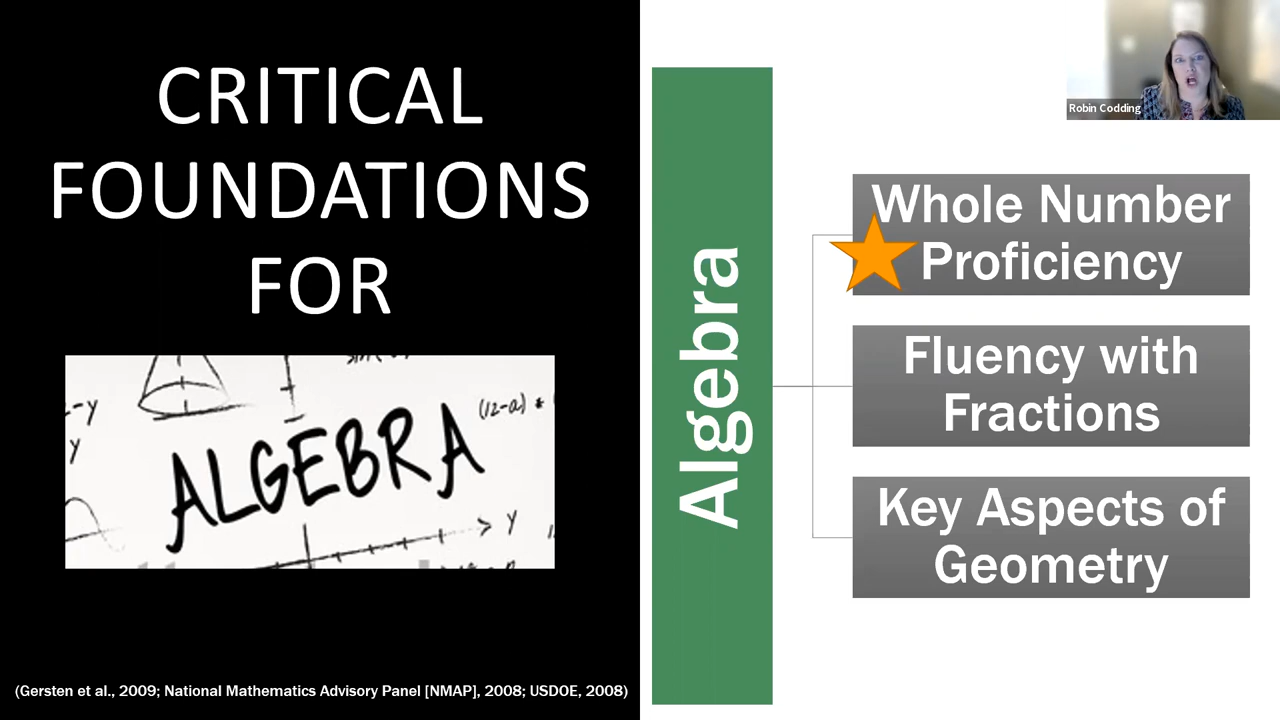 CRITICAL
FOUNDATIONS
FOR
-y
y
(12-a)
ALGEBRA
y
(Gersten et al., 2009; National Mathematics Advisory Panel [NMAP], 2008; USDOE, 2008)
Algebra
Whole Number
Proficiency
Fluency with
Fractions
Key Aspects of
Geometry
Robin Codding